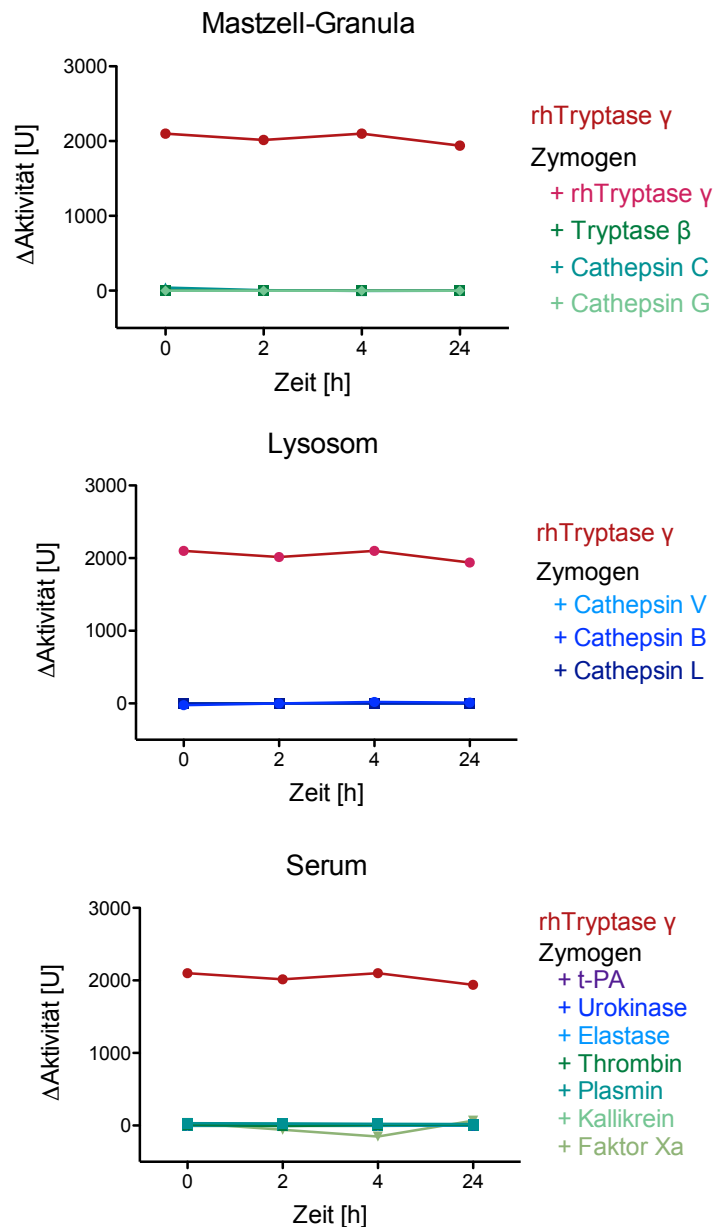 Mastzell-Granula
3000
2000
1000
0
ΔAktivität [U]
0 2 4 24
Zeit [h]
rhTryptase γ
Zymogen
+ rhTryptase γ
+ Tryptase β
+ Cathepsin C
+ Cathepsin G
Lysosom
3000
2000
1000
0
ΔAktivität [U]
0 2 4 24
Zeit [h]
rhTryptase γ
Zymogen
+ Cathepsin V
+ Cathepsin B
+ Cathepsin L
Serum
3000
2000
1000
0
ΔAktivität [U]
0 2 4 24
Zeit [h]
rhTryptase γ
Zymogen
+ t-PA
+ Urokinase
+ Elastase
+ Thrombin
+ Plasmin
+ Kallikrein
+ Faktor Xa